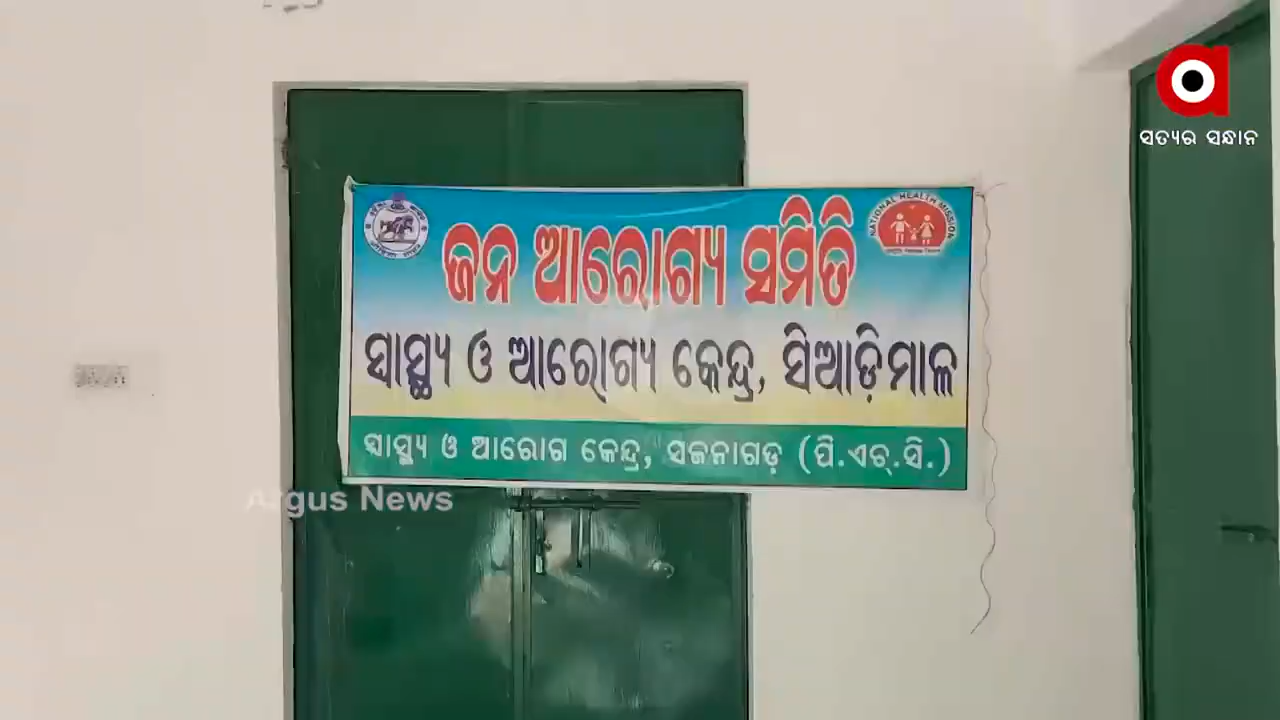 ସତ୍ୟର ସନ୍ଧାନ
NATIONAL HEALTH MISSION
ଜନ ଆରୋଗ୍ୟ ସମିତି
ସ୍ୱାସ୍ଥ୍ୟ ଓ ଆରୋଗ୍ୟ କେନ୍ଦ୍ର, ସିଆଡ଼ିମାଳ
ସ୍ୱାସ୍ଥ୍ୟ ଓ ଆରୋଗ କେନ୍ଦ୍ର, ସଜନାଗଡ଼ (ପି.ଏଚ୍.ସି.)
Argus News